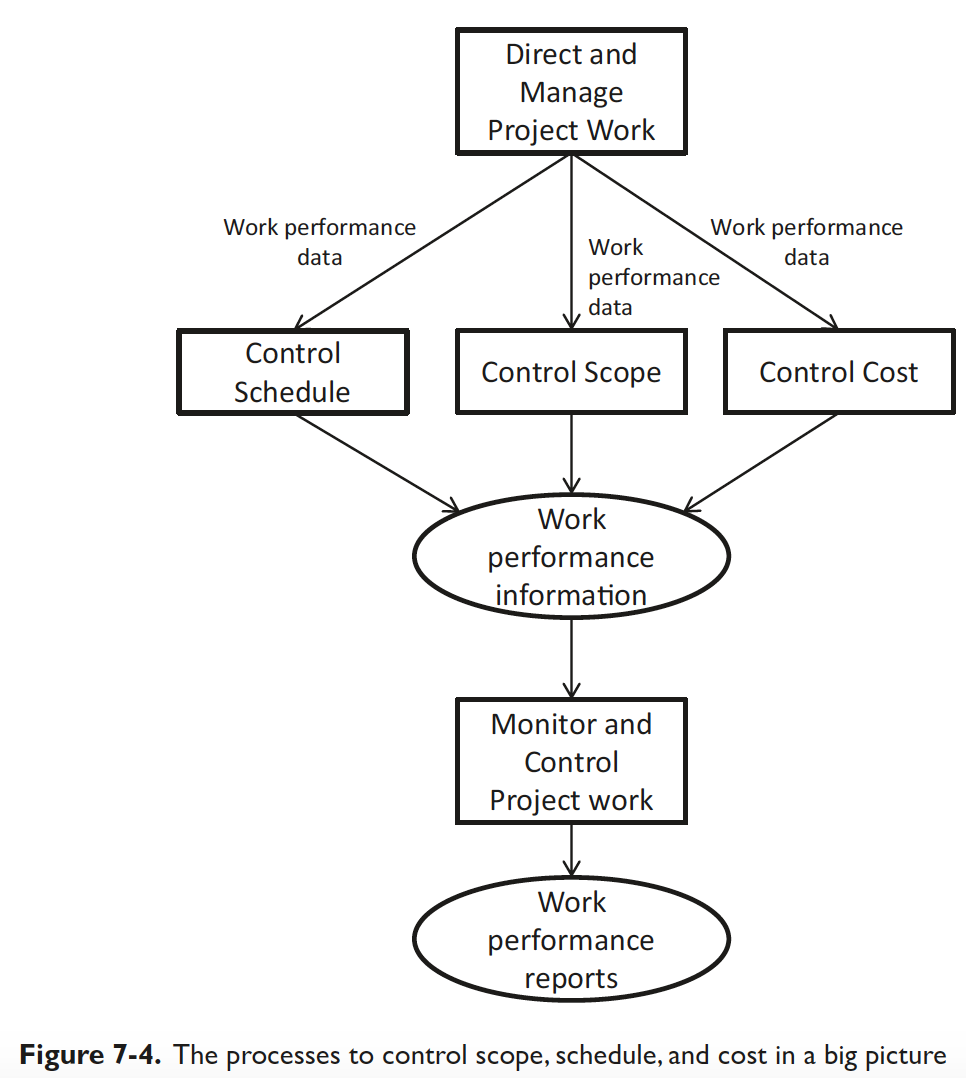 Direct and
Manage
Project Work
Work performance
data
Work
performance
data
Work performance
data
Control
Schedule
Control Scope
Control Cost
Work
performance
information
Monitor and
Control
Project work
Work
performance
reports
Figure 7-4. The processes to control scope, schedule, and cost in a big picture